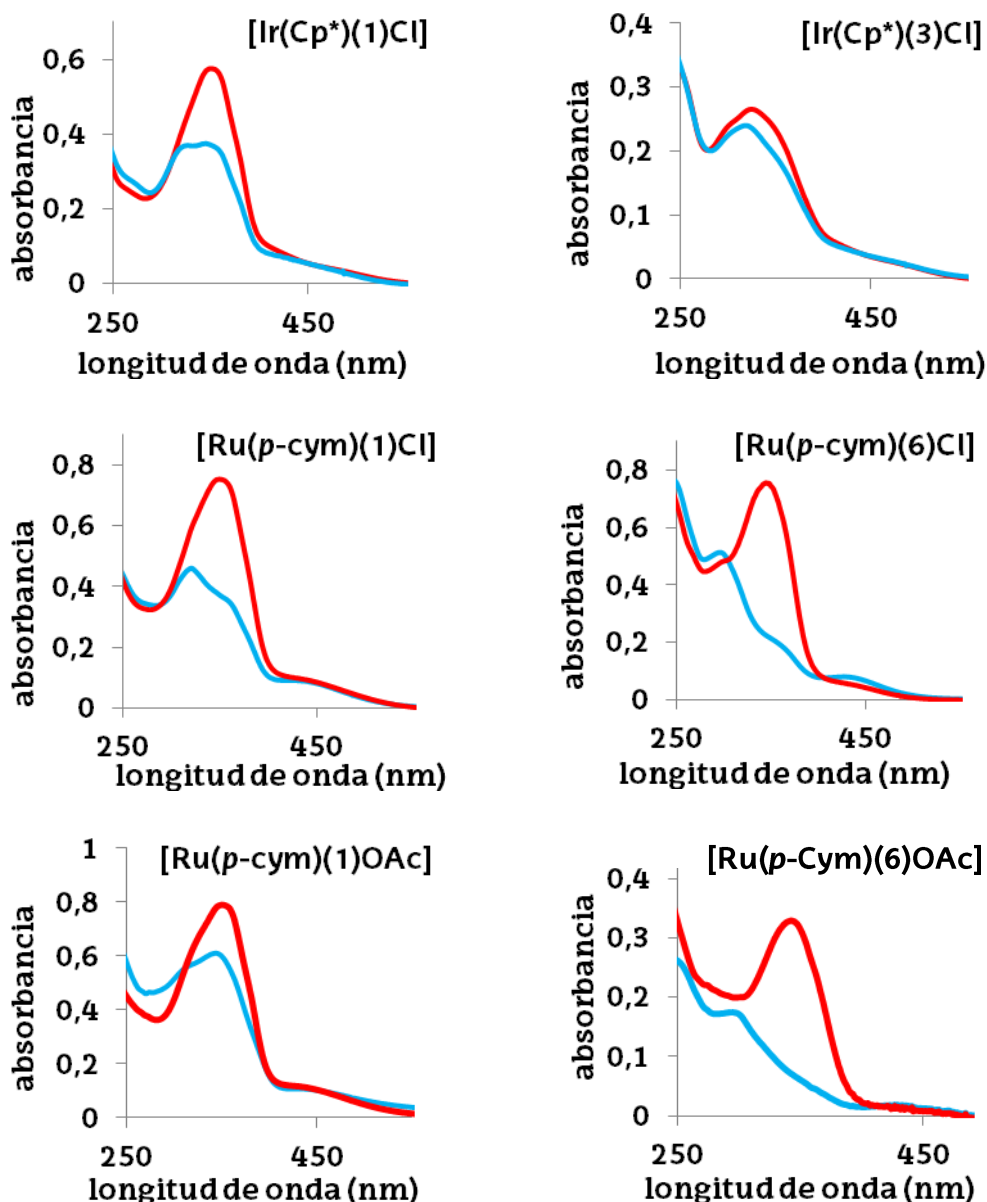 [Ir(Cp*)(1)Cl]
0,6
0,4
0,2
0
absorbancia
250
450
longitud de onda (nm)
[Ir(Cp*)(3)Cl]
0,4
0,3
0,2
0,1
0
absorbancia
250
450
longitud de onda (nm)
[Ru(p-cym)(1)Cl]
0,8
0,6
0,4
0,2
0
absorbancia
250
450
longitud de onda (nm)
[Ru(p-cym)(6)Cl]
0,8
0,6
0,4
0,2
0
absorbancia
250
450
longitud de onda (nm)
[Ru(p-cym)(1)OAc]
1
0,8
0,6
0,4
0,2
0
absorbancia
250
450
longitud de onda (nm)
[Ru(p-Cym)(6)OAc]
0,4
0,3
0,2
0,1
0
absorbancia
250
450
longitud de onda (nm)